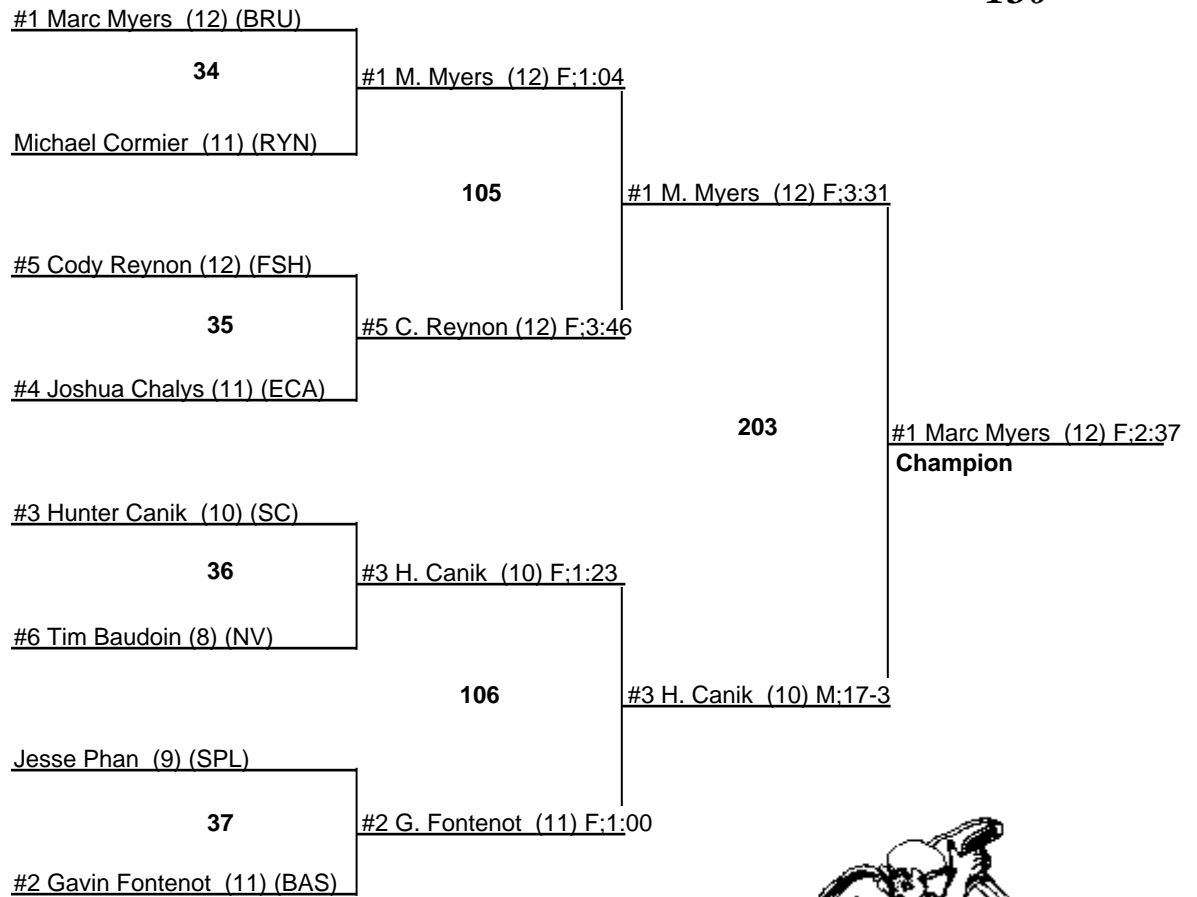 #1 Marc Myers (12) (BRU)
34
#1 M. Myers (12) F;1:04
Michael Cormier (11) (RYN)
105
#1 M. Myers (12) F;3:31
#5 Cody Reynon (12) (FSH)
35
#5 C. Reynon (12) F;3:46
#4 Joshua Chalys (11) (ECA)
203
#1 Marc Myers (12) F;2:37
Champion
#3 Hunter Canik (10) (SC)
36
#3 H. Canik (10) F;1:23
#6 Tim Baudoin (8) (NV)
106
#3 H. Canik (10) M;17-3
Jesse Phan (9) (SPL)
37
#2 G. Fontenot (11) F;1:00
#2 Gavin Fontenot (11) (BAS)